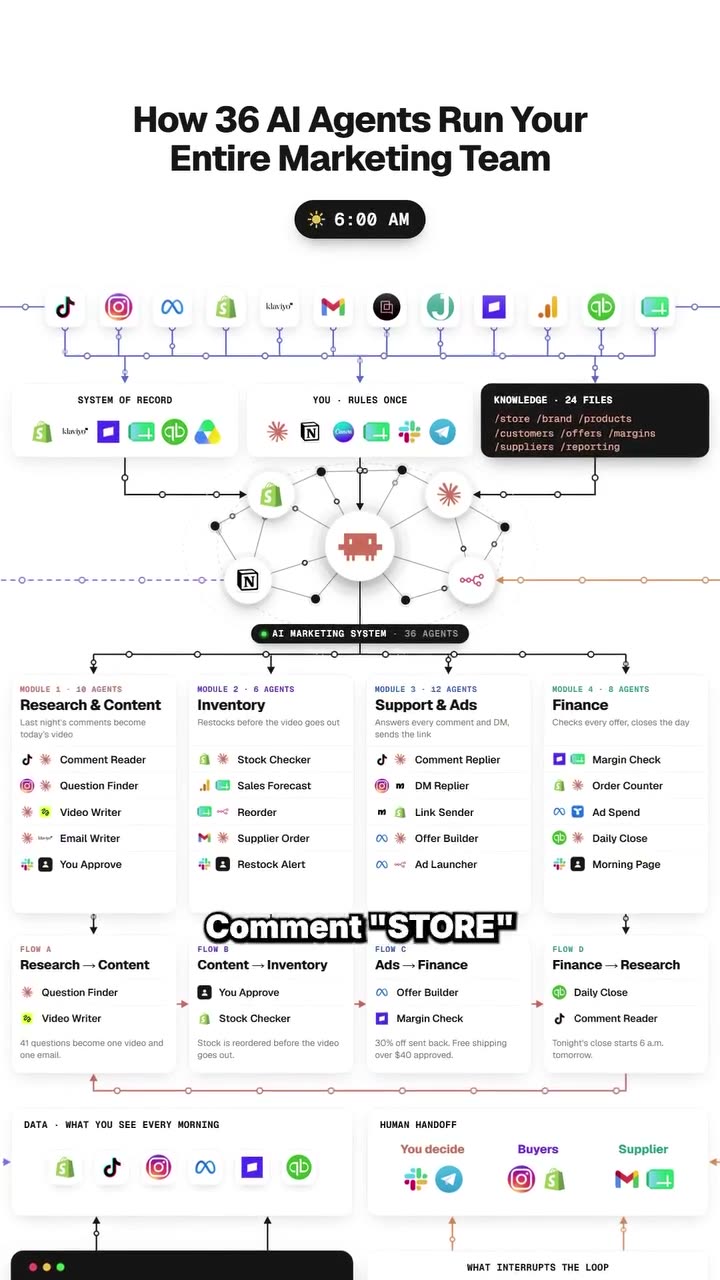 How 36 AI Agents Run Your
Entire Marketing Team
6:00 AM
klaviyo
SYSTEM OF RECORD
klaviyo
YOU · RULES ONCE
Canva
KNOWLEDGE · 24 FILES
/store /brand /products
/customers /offers /margins
/suppliers /reporting
AI MARKETING SYSTEM · 36 AGENTS
MODULE 1 · 10 AGENTS
Research & Content
Last night's comments become
today's video
Comment Reader
Question Finder
Video Writer
klaviyo
Email Writer
You Approve
MODULE 2 · 6 AGENTS
Inventory
Restocks before the video goes out
Stock Checker
Sales Forecast
Reorder
Supplier Order
Restock Alert
MODULE 3 · 12 AGENTS
Support & Ads
Answers every comment and DM,
sends the link
Comment Replier
DM Replier
Link Sender
Offer Builder
Ad Launcher
MODULE 4 · 8 AGENTS
Finance
Checks every offer, closes the day
Margin Check
Order Counter
Ad Spend
Daily Close
Morning Page
Comment "STORE"
FLOW A
Research → Content
Question Finder
Video Writer
41 questions become one video and
one email.
FLOW B
Content → Inventory
You Approve
Stock Checker
Stock is reordered before the video
goes out.
FLOW C
Ads → Finance
Offer Builder
Margin Check
30% off sent back. Free shipping
over $40 approved.
FLOW D
Finance → Research
Daily Close
Comment Reader
Tonight's close starts 6 a.m.
tomorrow.
DATA · WHAT YOU SEE EVERY MORNING
HUMAN HANDOFF
You decide
Buyers
Supplier
WHAT INTERRUPTS THE LOOP